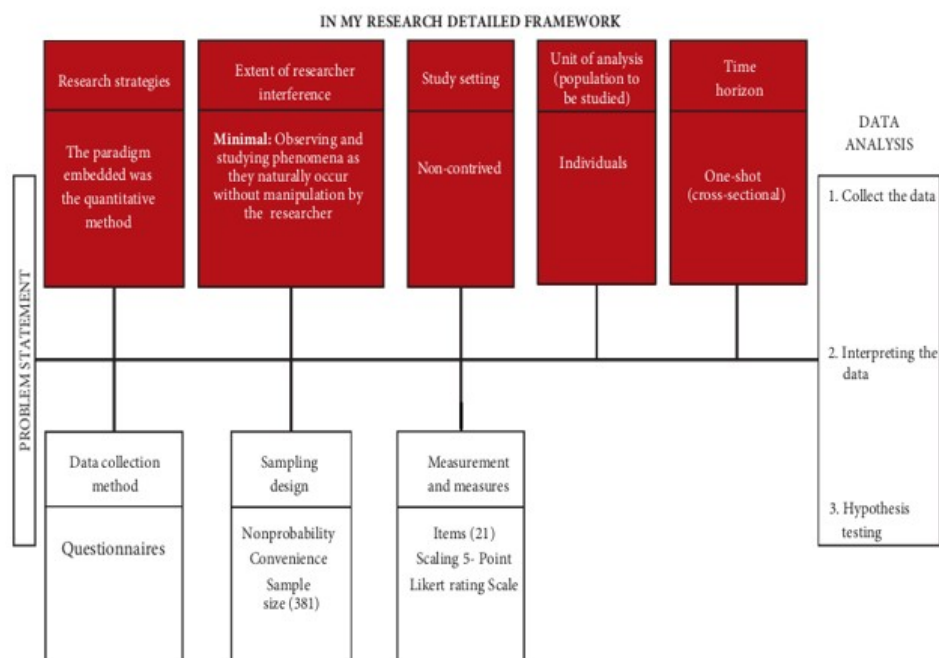 IN MY RESEARCH DETAILED FRAMEWORK
Research strategies
The paradigm
embedded was
the quantitative
method
Extent of researcher
interference
Minimal: Observing and
studying phenomena as
they naturally occur
without manipulation by
the researcher
Study setting
Non-contrived
Unit of analysis
(population to
be studied)
Individuals
Time
horizon
One-shot
(cross-sectional)
PROBLEM STATEMENT
Data collection
method
Questionnaires
Sampling
design
Nonprobability
Convenience
Sample
size (381)
Measurement
and measures
Items (21)
Scaling 5- Point
Likert rating Scale
DATA
ANALYSIS
1. Collect the data
2. Interpreting the
data
3. Hypothesis
testing